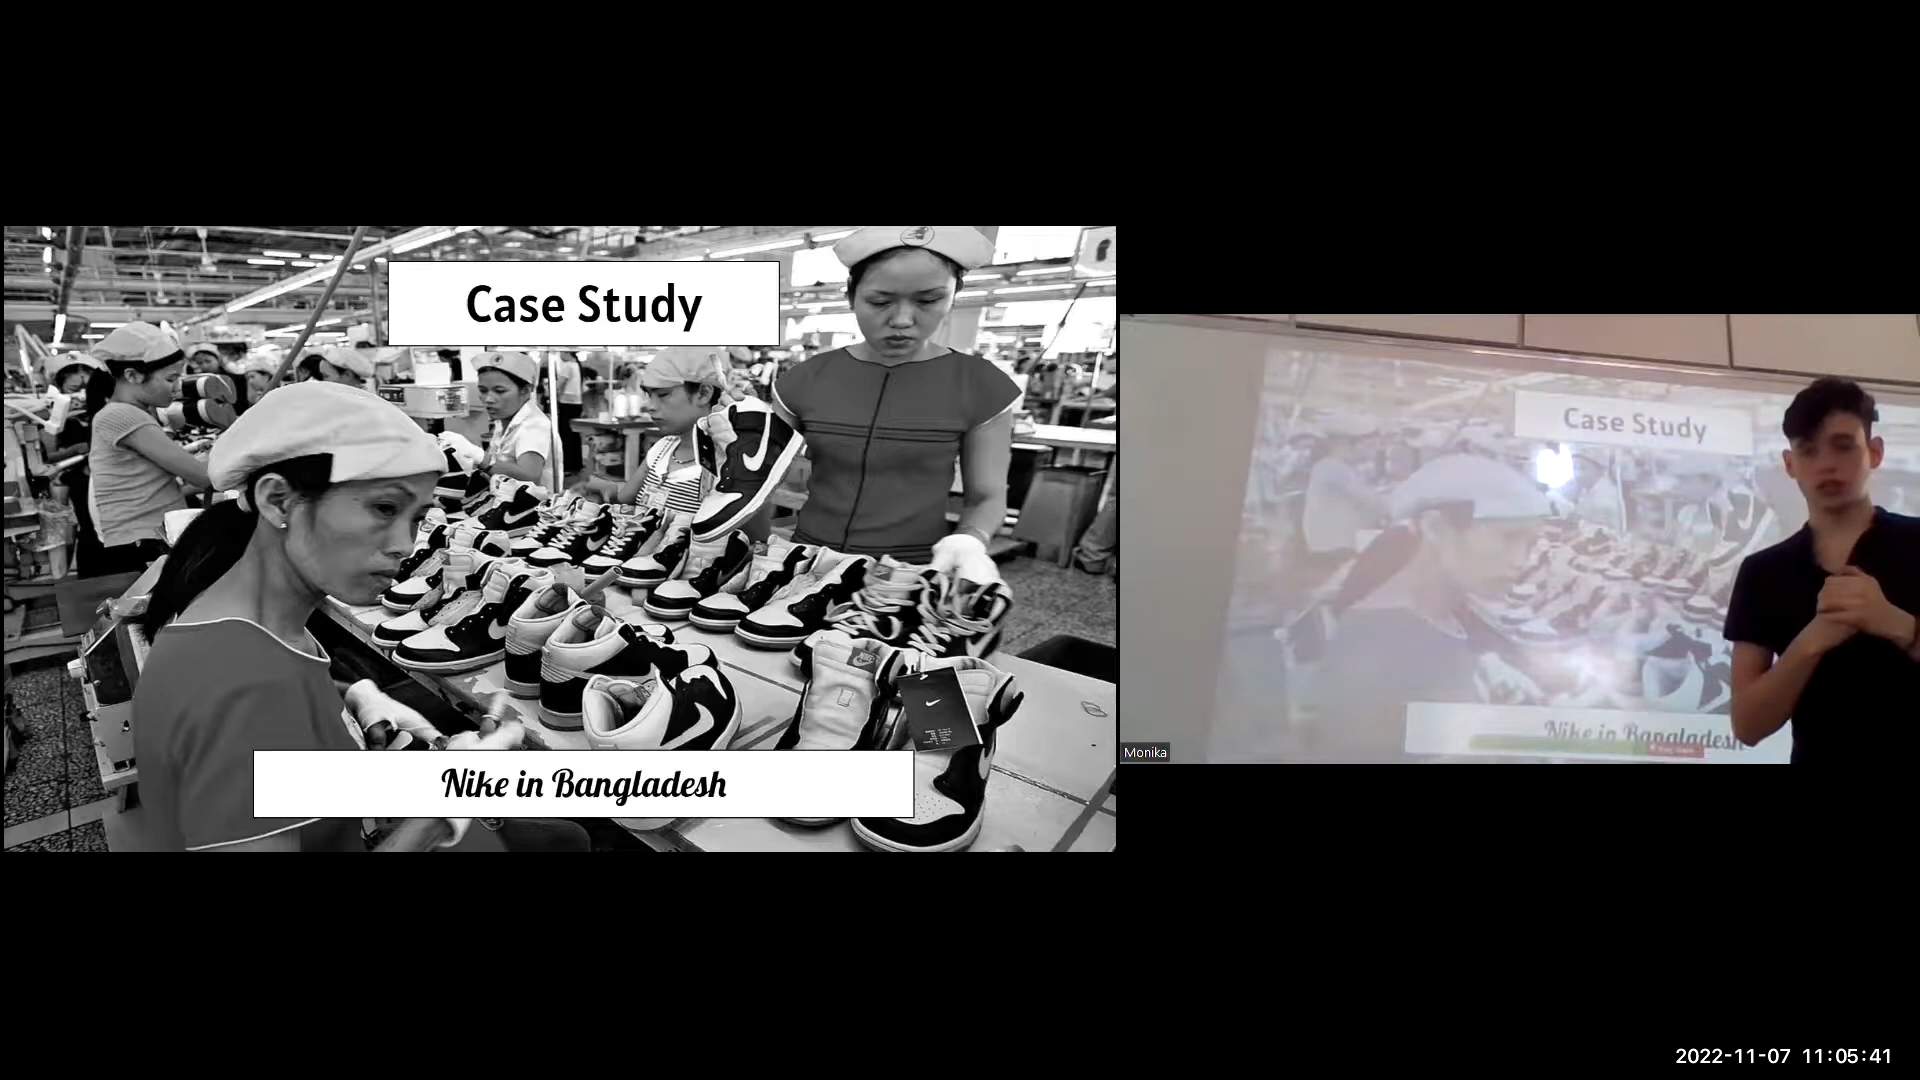 Case Study
Nike in Bangladesh
Case Study
Nike in Bangladesh
Monika
2022-11-07 11:05:41